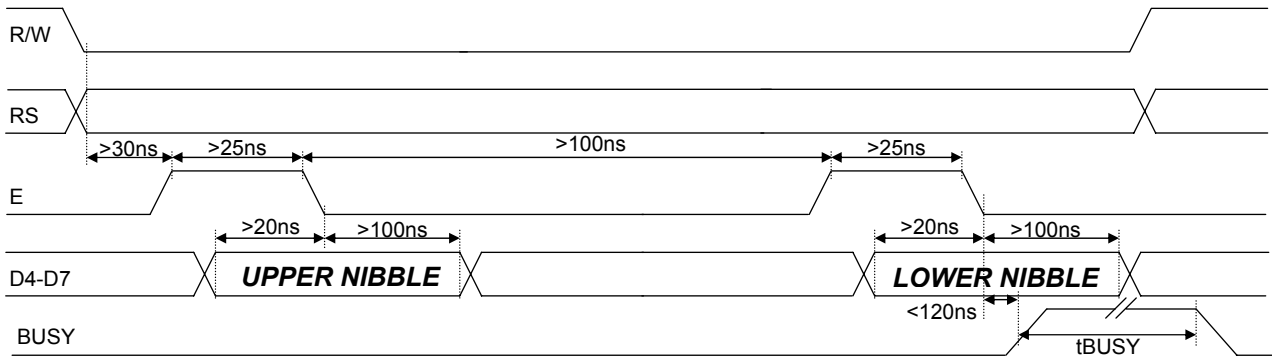 R/W
RS
>30ns >25ns >100ns >25ns
E
>20ns >100ns >20ns >100ns
D4-D7 UPPER NIBBLE LOWER NIBBLE
<120ns
BUSY
tBUSY